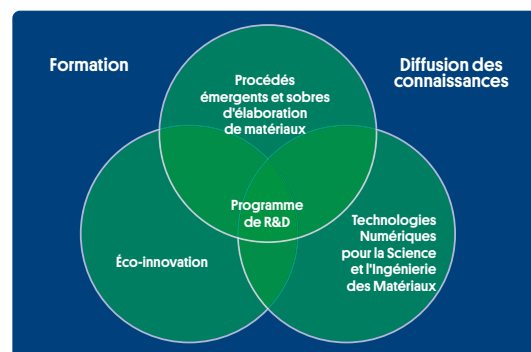 Formation
Diffusion des
connaissances
Procédés
émergents et sobres
d'élaboration
de matériaux
Programme
de R&D
Éco-innovation
Technologies
Numériques
pour la Science
et l'Ingénierie
des Matériaux